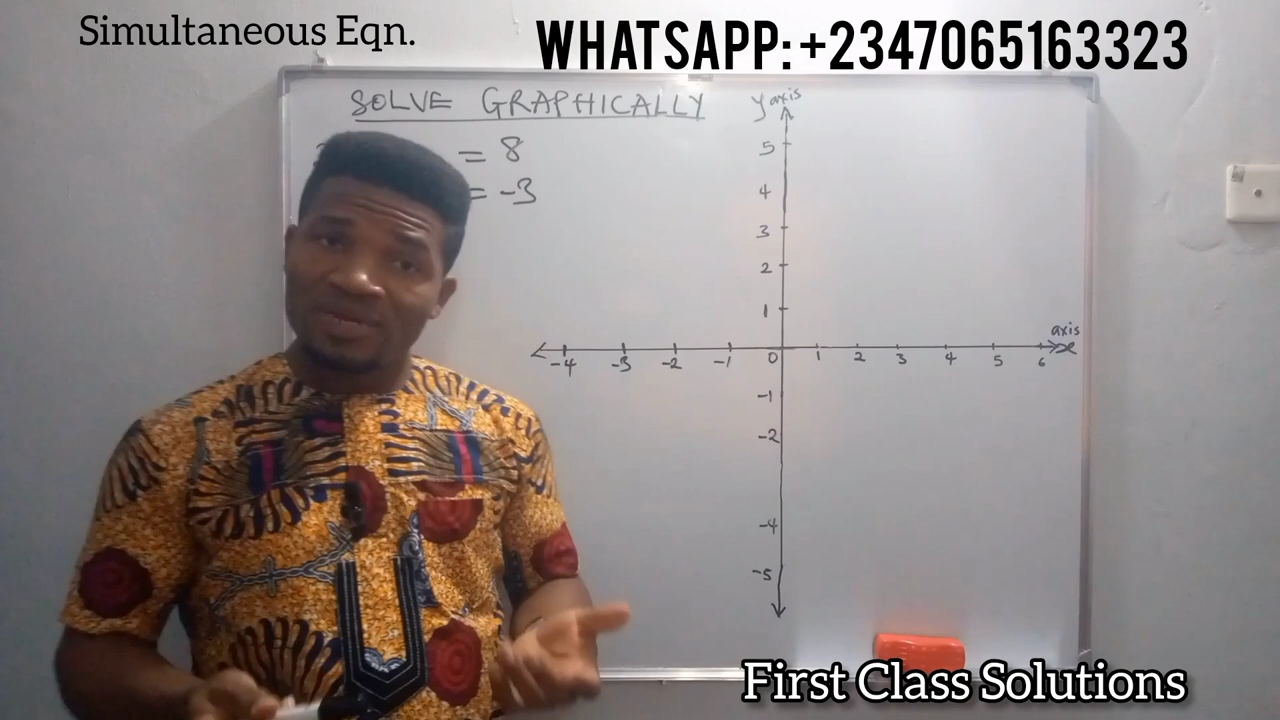 Simultaneous Eqn.
WHATSAPP: +2347065163323
SOLVE GRAPHICALLY
= 8
= -3
y axis
5
4
3
2
1
-4 -3 -2 -1 0 1 2 3 4 5 6
axis x
-1
-2
-4
-5
First Class Solutions